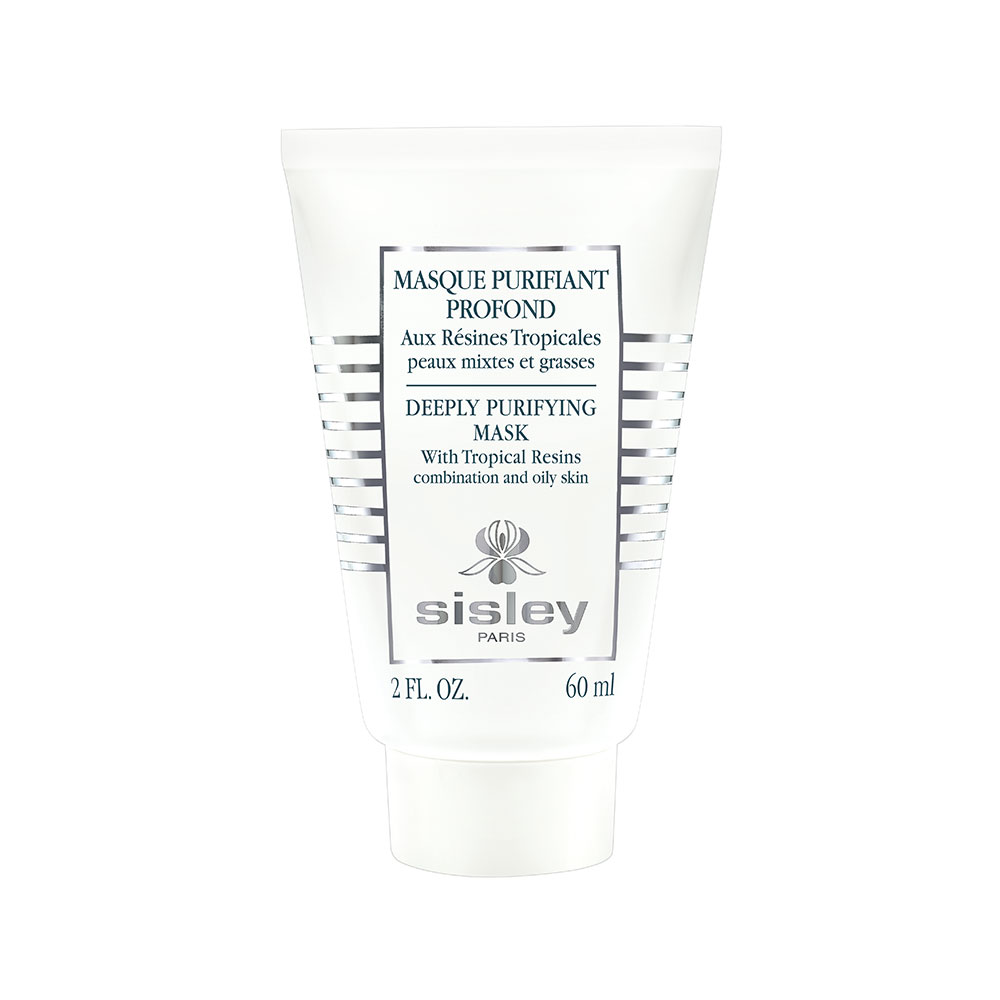 MASQUE PURIFIANT
PROFOND
Aux Résines Tropicales
peaux mixtes et grasses
DEEPLY PURIFYING
MASK
With Tropical Resins
combination and oily skin
sisley
PARIS
2 FL. OZ. 60 ml